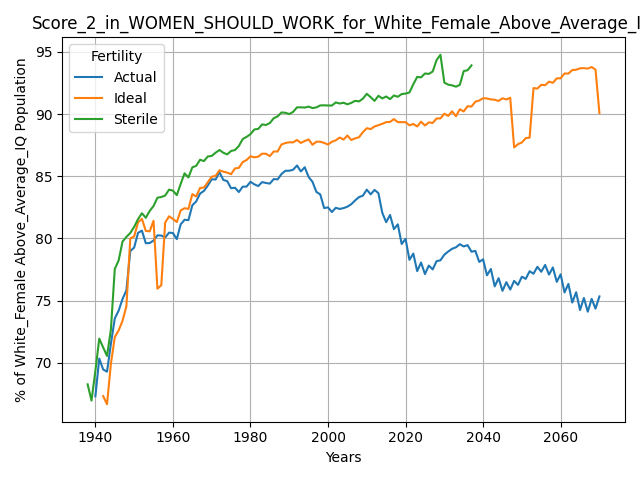 Score_2_in_WOMEN_SHOULD_WORK_for_White_Female_Above_Average_I
% of White_Female Above_Average_IQ Population
95
90
85
80
75
70
Fertility
Actual
Ideal
Sterile
1940 1960 1980 2000 2020 2040 2060
Years